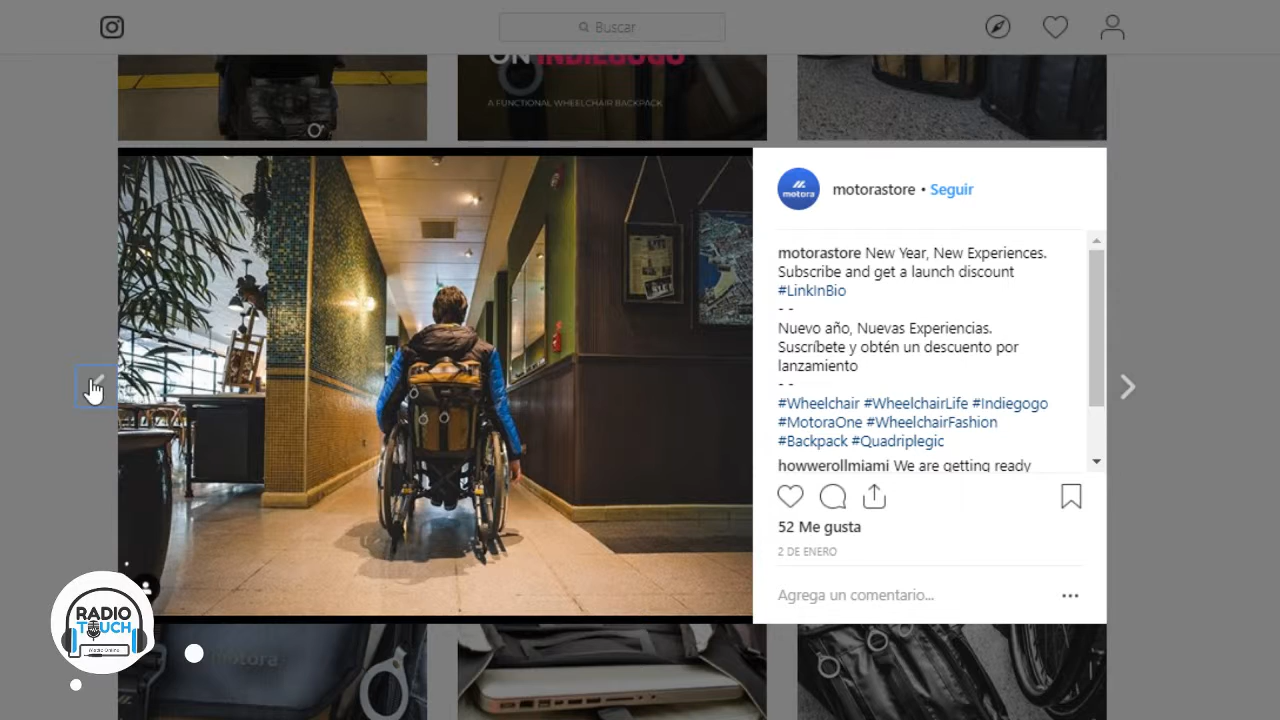 Buscar
ON INDIEGOGO
A FUNCTIONAL WHEELCHAIR BACKPACK
motora
motorastore • Seguir
motorastore New Year, New Experiences.
Subscribe and get a launch discount
#LinkInBio
- -
Nuevo año, Nuevas Experiencias.
Suscríbete y obtén un descuento por
lanzamiento
- -
#Wheelchair #WheelchairLife #Indiegogo
#MotoraOne #WheelchairFashion
#Backpack #Quadriplegic
howwerollmiami We are getting ready
52 Me gusta
2 DE ENERO
Agrega un comentario...
RADIO
TOUCH
Radio Online
motora